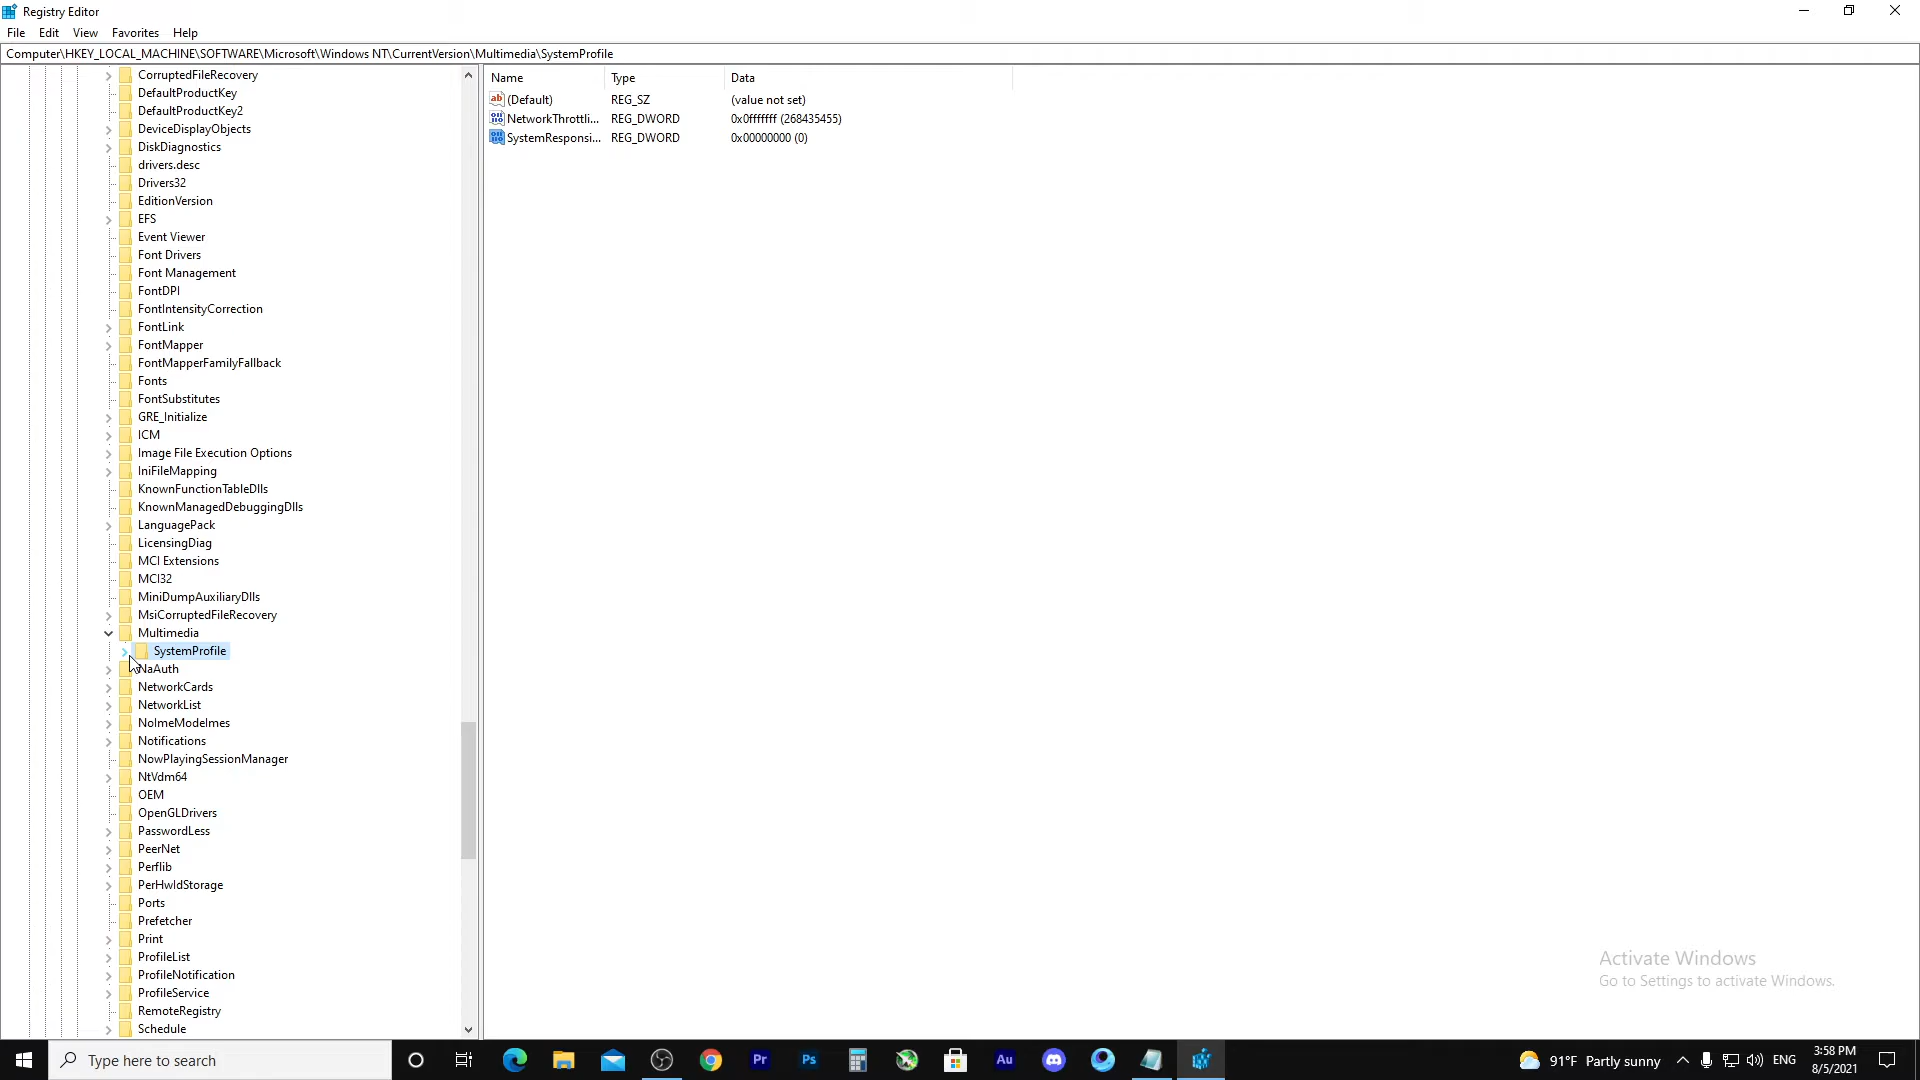 Registry Editor
File Edit View Favorites Help
Computer\HKEY_LOCAL_MACHINE\SOFTWARE\Microsoft\Windows NT\CurrentVersion\Multimedia\SystemProfile
Name Type Data
(Default) REG_SZ (value not set)
NetworkThrottli... REG_DWORD 0x0fffffff (268435455)
SystemResponsi... REG_DWORD 0x00000000 (0)
CorruptedFileRecovery
DefaultProductKey
DefaultProductKey2
DeviceDisplayObjects
DiskDiagnostics
drivers.desc
Drivers32
EditionVersion
EFS
Event Viewer
Font Drivers
Font Management
FontDPI
FontIntensityCorrection
FontLink
FontMapper
FontMapperFamilyFallback
Fonts
FontSubstitutes
GRE_Initialize
ICM
Image File Execution Options
IniFileMapping
KnownFunctionTableDlls
KnownManagedDebuggingDlls
LanguagePack
LicensingDiag
MCI Extensions
MCI32
MiniDumpAuxiliaryDlls
MsiCorruptedFileRecovery
Multimedia
SystemProfile
NaAuth
NetworkCards
NetworkList
NoImeModeImes
Notifications
NowPlayingSessionManager
NtVdm64
OEM
OpenGLDrivers
PasswordLess
PeerNet
Perflib
PerHwIdStorage
Ports
Prefetcher
Print
ProfileList
ProfileNotification
ProfileService
RemoteRegistry
Schedule
Activate Windows
Go to Settings to activate Windows.
Type here to search
Pr
Ps
Au
91°F Partly sunny
ENG
3:58 PM
8/5/2021